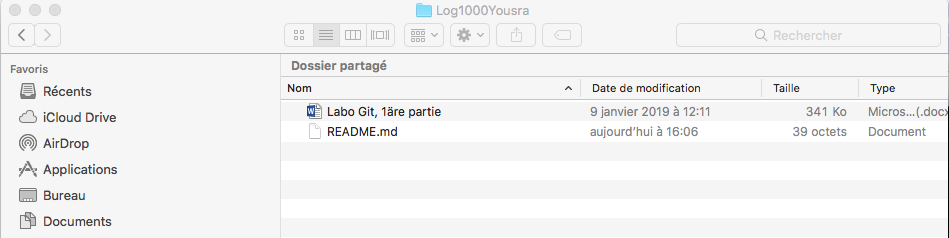 Log1000Yousra
Rechercher
Favoris
Récents
iCloud Drive
AirDrop
Applications
Bureau
Documents
Dossier partagé
Nom Date de modification Taille Type
Labo Git, 1äre partie 9 janvier 2019 à 12:11 341 Ko Micros...(.docx
README.md aujourd'hui à 16:06 39 octets Document